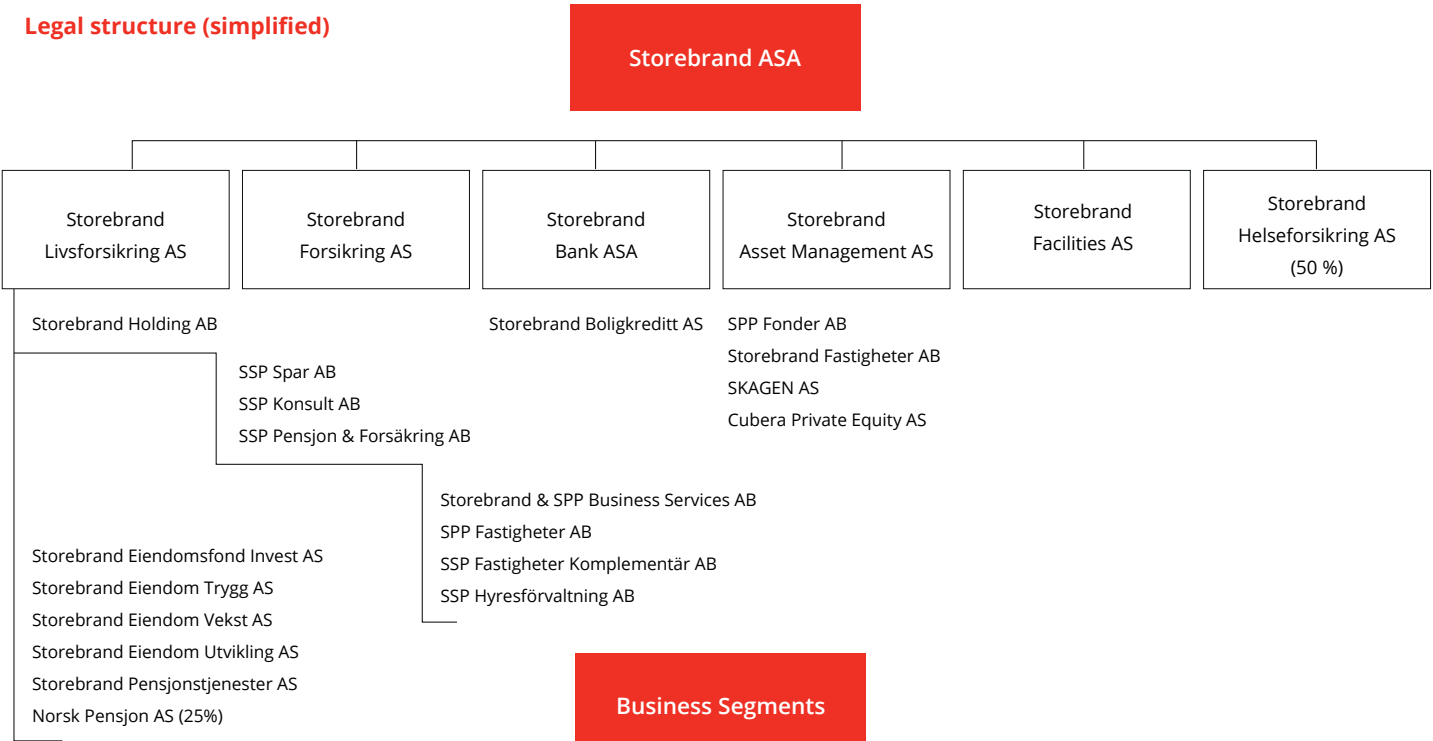 Legal structure (simplified)
Storebrand ASA
Storebrand
Livsforsikring AS
Storebrand
Forsikring AS
Storebrand
Bank ASA
Storebrand
Asset Management AS
Storebrand
Facilities AS
Storebrand
Helseforsikring AS
(50 %)
Storebrand Holding AB
SSP Spar AB
SSP Konsult AB
SSP Pensjon & Forsäkring AB
Storebrand & SPP Business Services AB
SPP Fastigheter AB
SSP Fastigheter Komplementär AB
SSP Hyresförvaltning AB
Storebrand Eiendomsfond Invest AS
Storebrand Eiendom Trygg AS
Storebrand Eiendom Vekst AS
Storebrand Eiendom Utvikling AS
Storebrand Pensjonstjenester AS
Norsk Pensjon AS (25%)
Storebrand Boligkreditt AS
SPP Fonder AB
Storebrand Fastigheter AB
SKAGEN AS
Cubera Private Equity AS
Business Segments